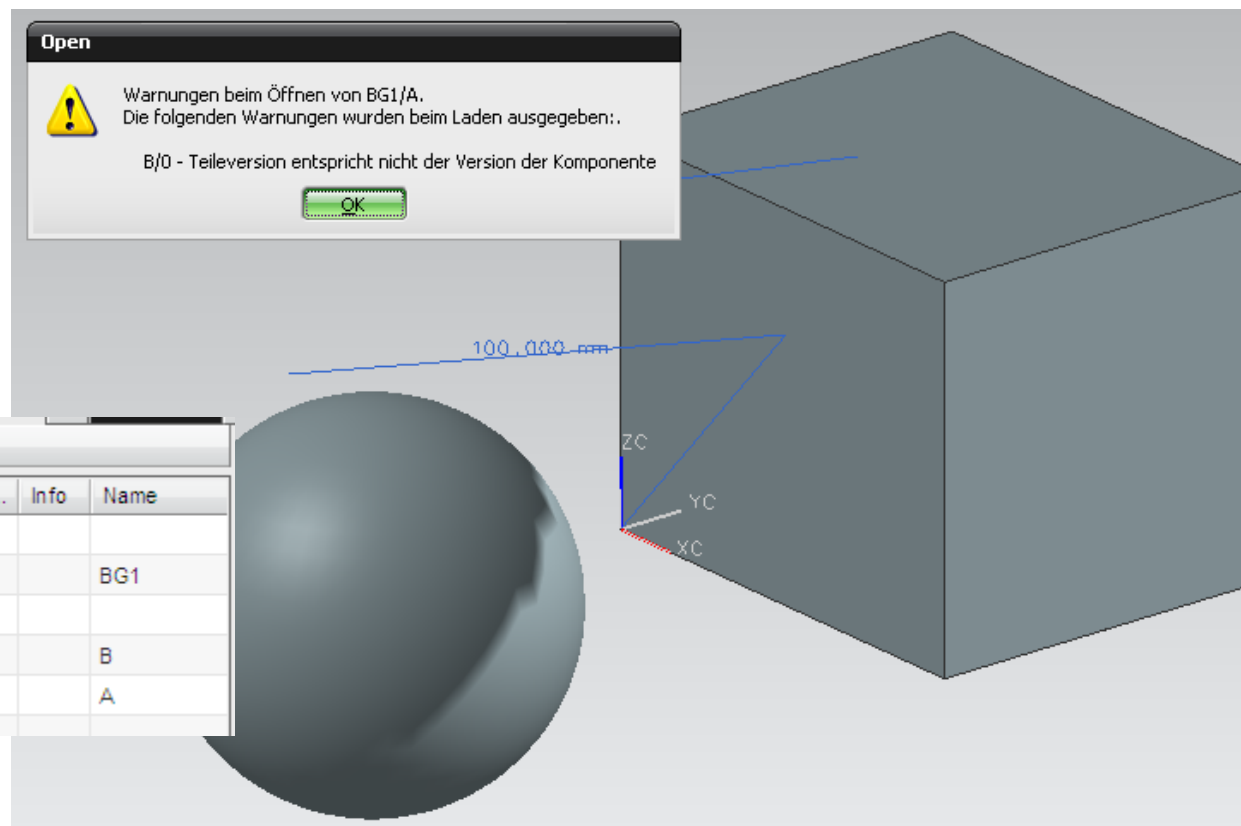 Open
Warnungen beim Öffnen von BG1/A.
Die folgenden Warnungen wurden beim Laden ausgegeben:.
B/0 - Teileversion entspricht nicht der Version der Komponente
OK
100.000 mm
ZC
YC
XC
. Info Name
BG1
B
A